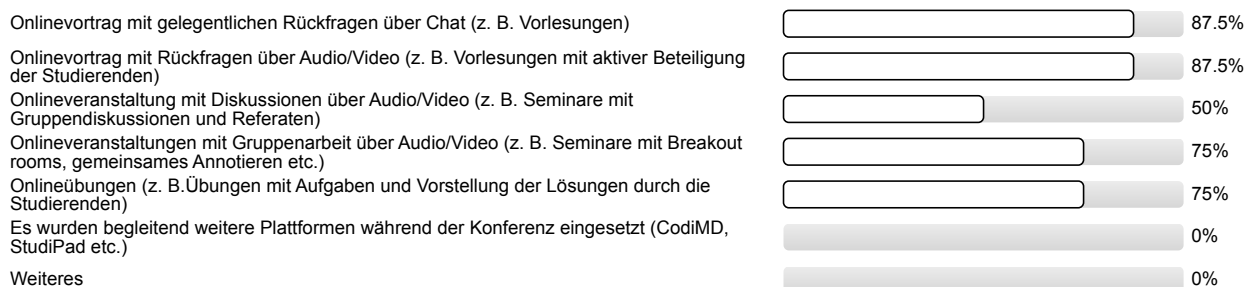 Onlinevortrag mit gelegentlichen Rückfragen über Chat (z. B. Vorlesungen) 87.5%
Onlinevortrag mit Rückfragen über Audio/Video (z. B. Vorlesungen mit aktiver Beteiligung
der Studierenden) 87.5%
Onlineveranstaltung mit Diskussionen über Audio/Video (z. B. Seminare mit
Gruppendiskussionen und Referaten) 50%
Onlineveranstaltungen mit Gruppenarbeit über Audio/Video (z. B. Seminare mit Breakout
rooms, gemeinsames Annotieren etc.) 75%
Onlineübungen (z. B.Übungen mit Aufgaben und Vorstellung der Lösungen durch die
Studierenden) 75%
Es wurden begleitend weitere Plattformen während der Konferenz eingesetzt (CodiMD,
StudiPad etc.) 0%
Weiteres 0%